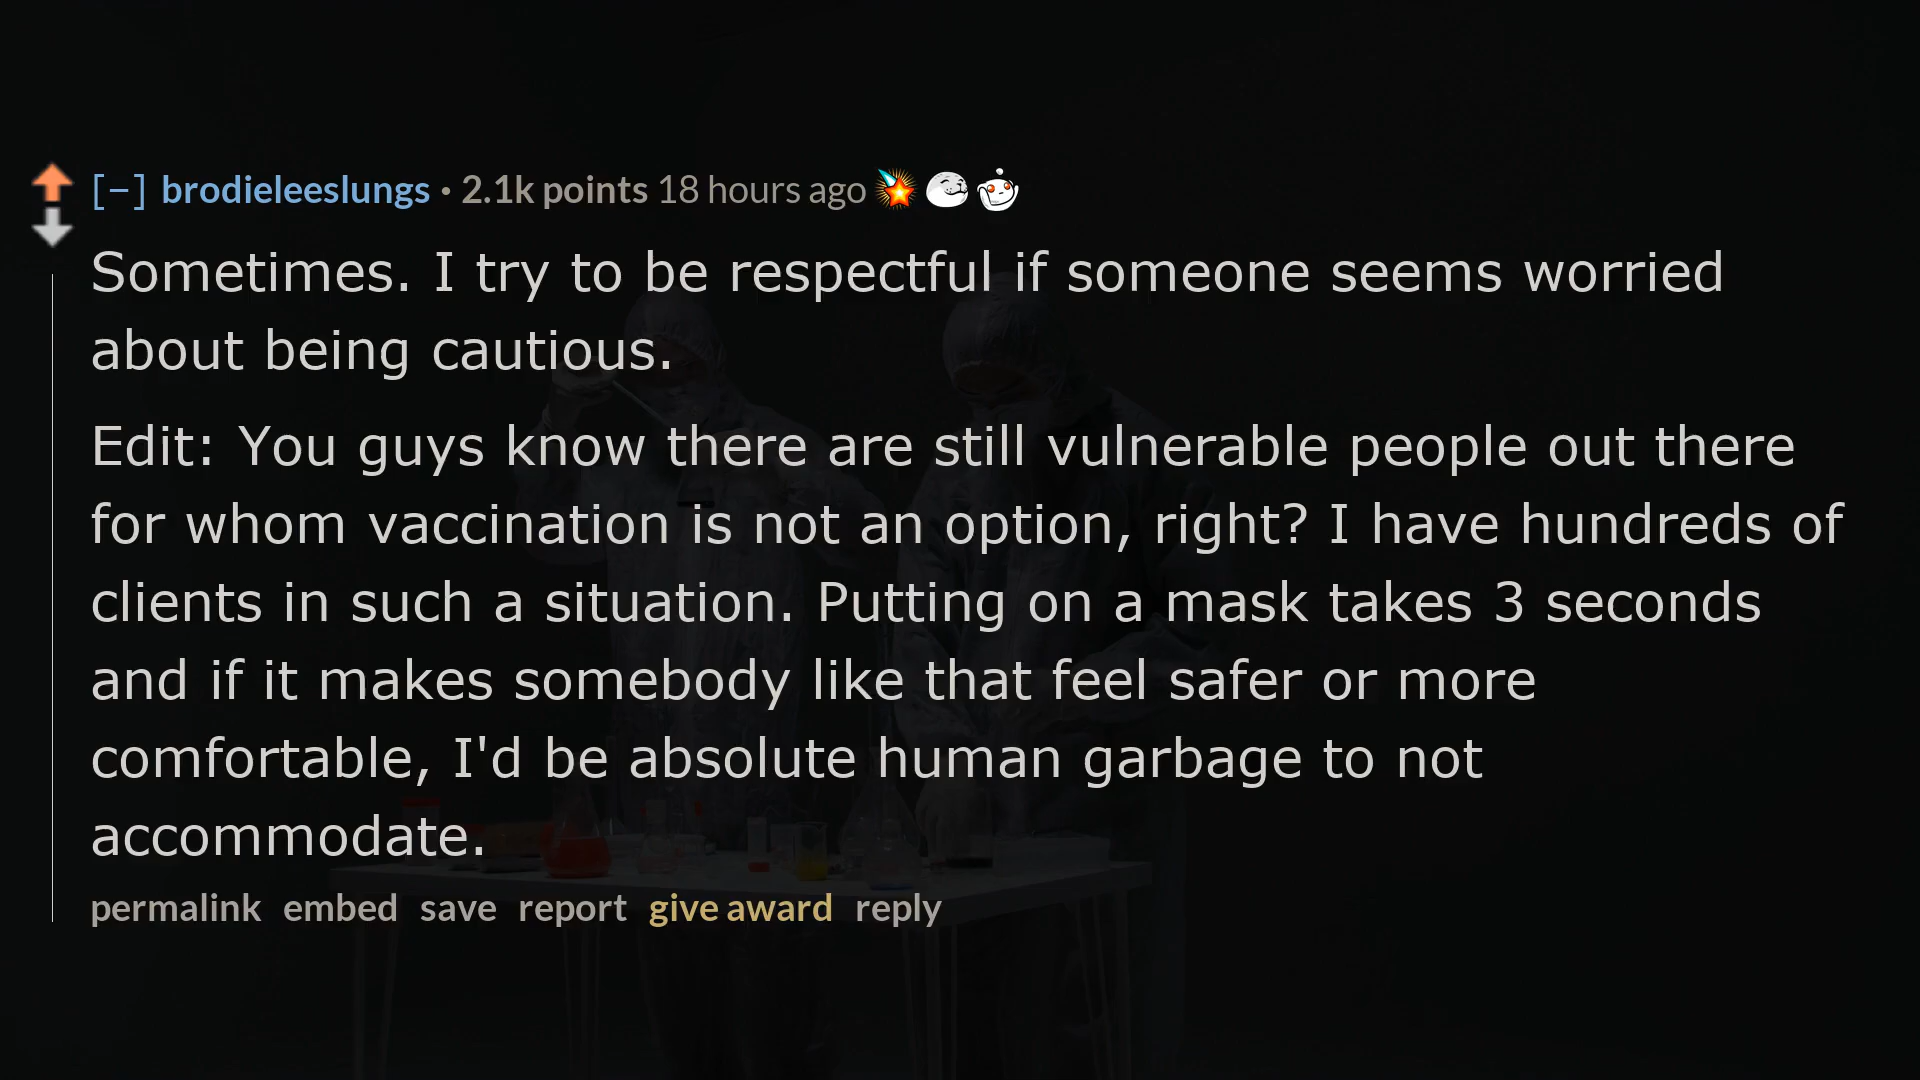 [–] brodieleeslungs · 2.1k points 18 hours ago
Sometimes. I try to be respectful if someone seems worried
about being cautious.
Edit: You guys know there are still vulnerable people out there
for whom vaccination is not an option, right? I have hundreds of
clients in such a situation. Putting on a mask takes 3 seconds
and if it makes somebody like that feel safer or more
comfortable, I'd be absolute human garbage to not
accommodate.
permalink embed save report give award reply